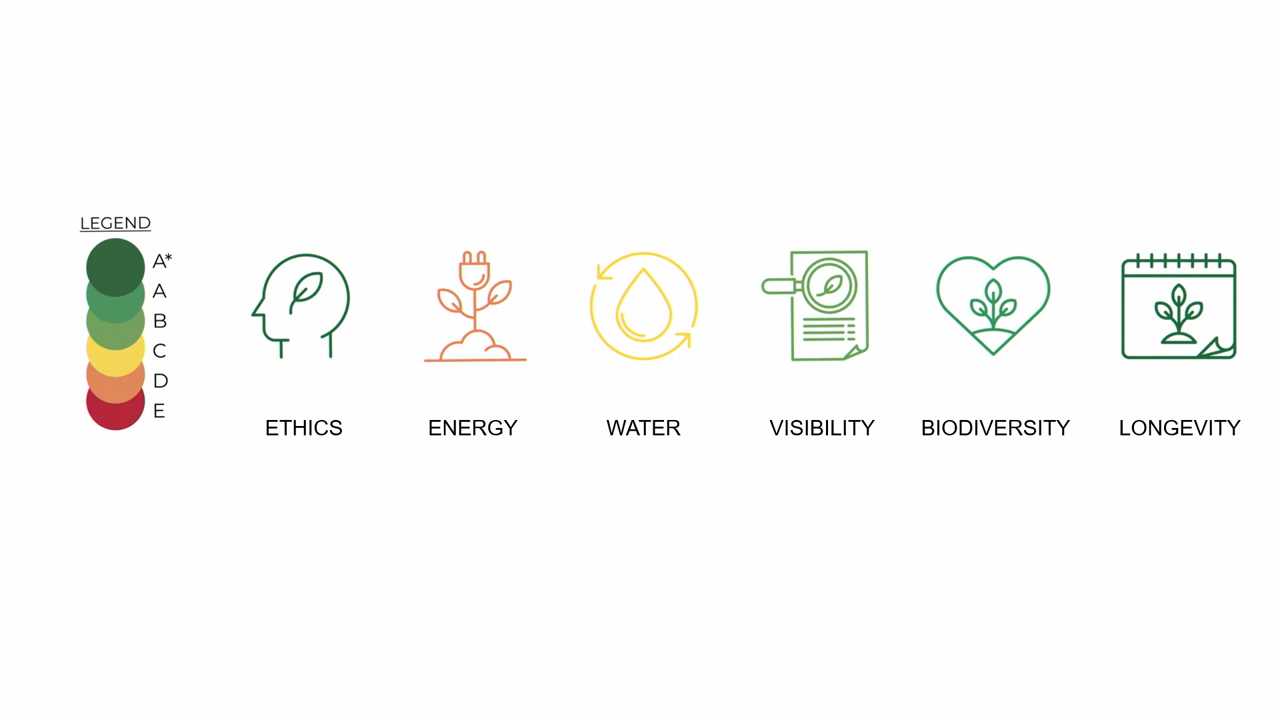 LEGEND
A*
A
B
C
D
E
ETHICS
ENERGY
WATER
VISIBILITY
BIODIVERSITY
LONGEVITY